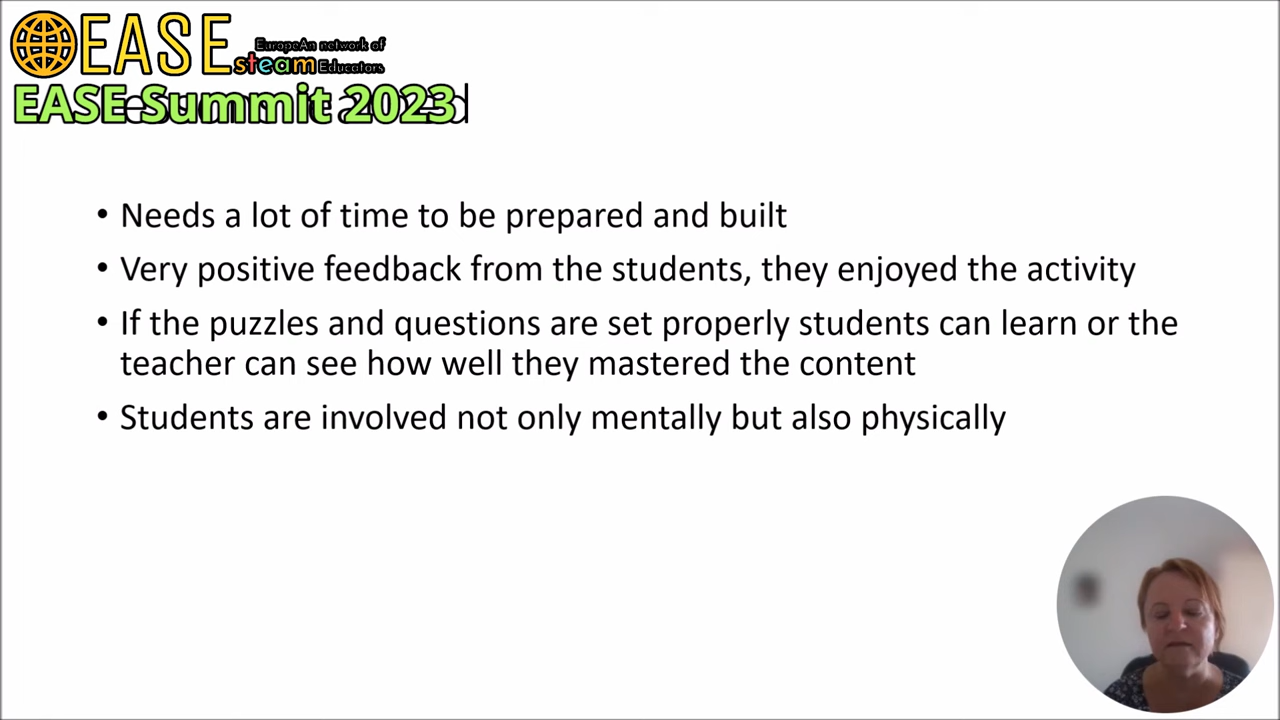 EASE
EuropeAn network of
steam Educators
EASE Summit 2023
• Needs a lot of time to be prepared and built
• Very positive feedback from the students, they enjoyed the activity
• If the puzzles and questions are set properly students can learn or the
teacher can see how well they mastered the content
• Students are involved not only mentally but also physically